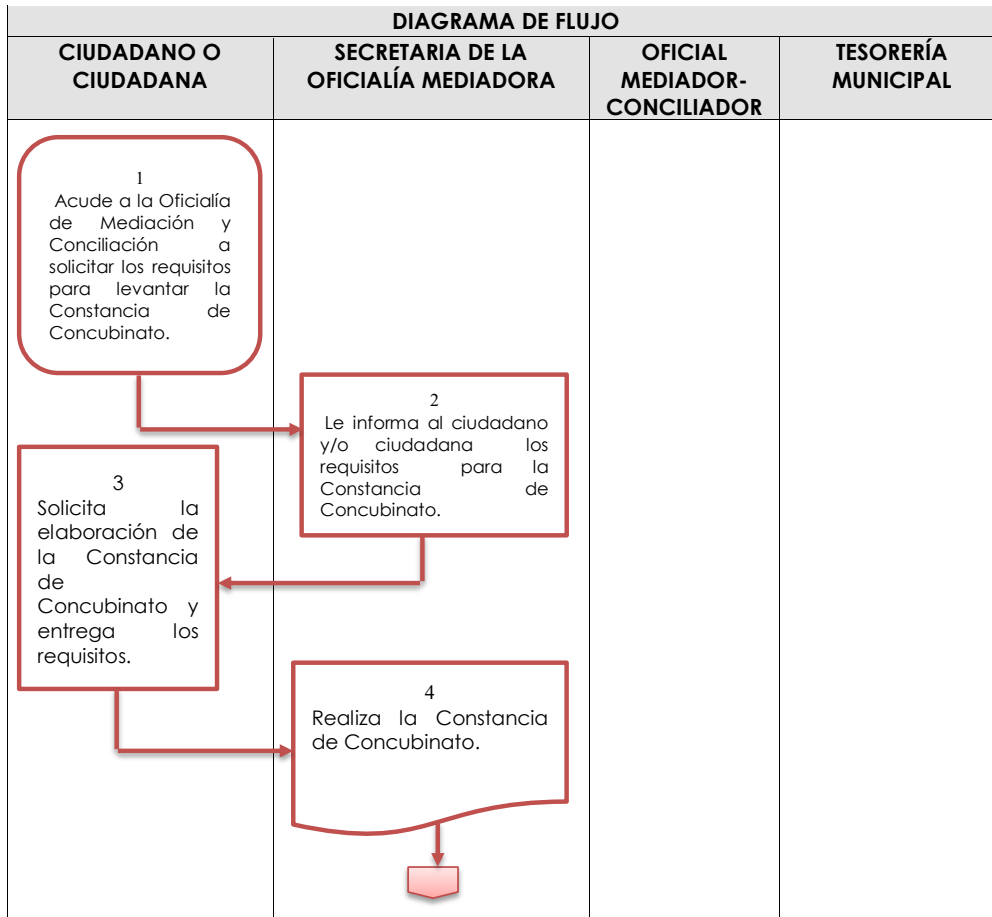 DIAGRAMA DE FLUJO
CIUDADANO O
CIUDADANA
SECRETARIA DE LA
OFICIALÍA MEDIADORA
OFICIAL
MEDIADOR-
CONCILIADOR
TESORERÍA
MUNICIPAL
1
Acude a la Oficialía
de Mediación y
Conciliación a
solicitar los requisitos
para levantar la
Constancia de
Concubinato.
2
Le informa al ciudadano
y/o ciudadana los
requisitos para la
Constancia de
Concubinato.
3
Solicita la
elaboración de
la Constancia
de
Concubinato y
entrega los
requisitos.
4
Realiza la Constancia
de Concubinato.